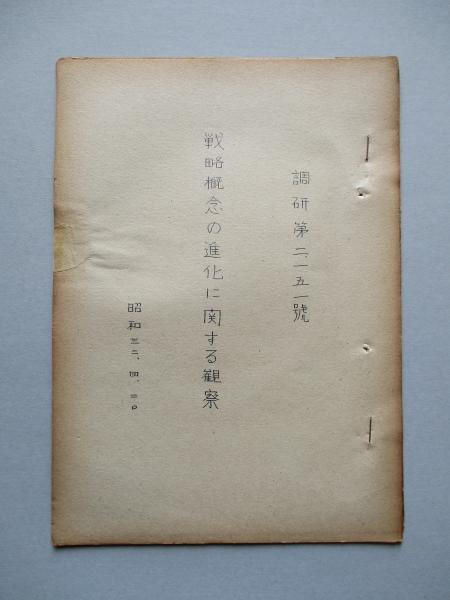 調研第二、一五一號
戦略概念の進化に関する観察
昭和三二、四、二〇